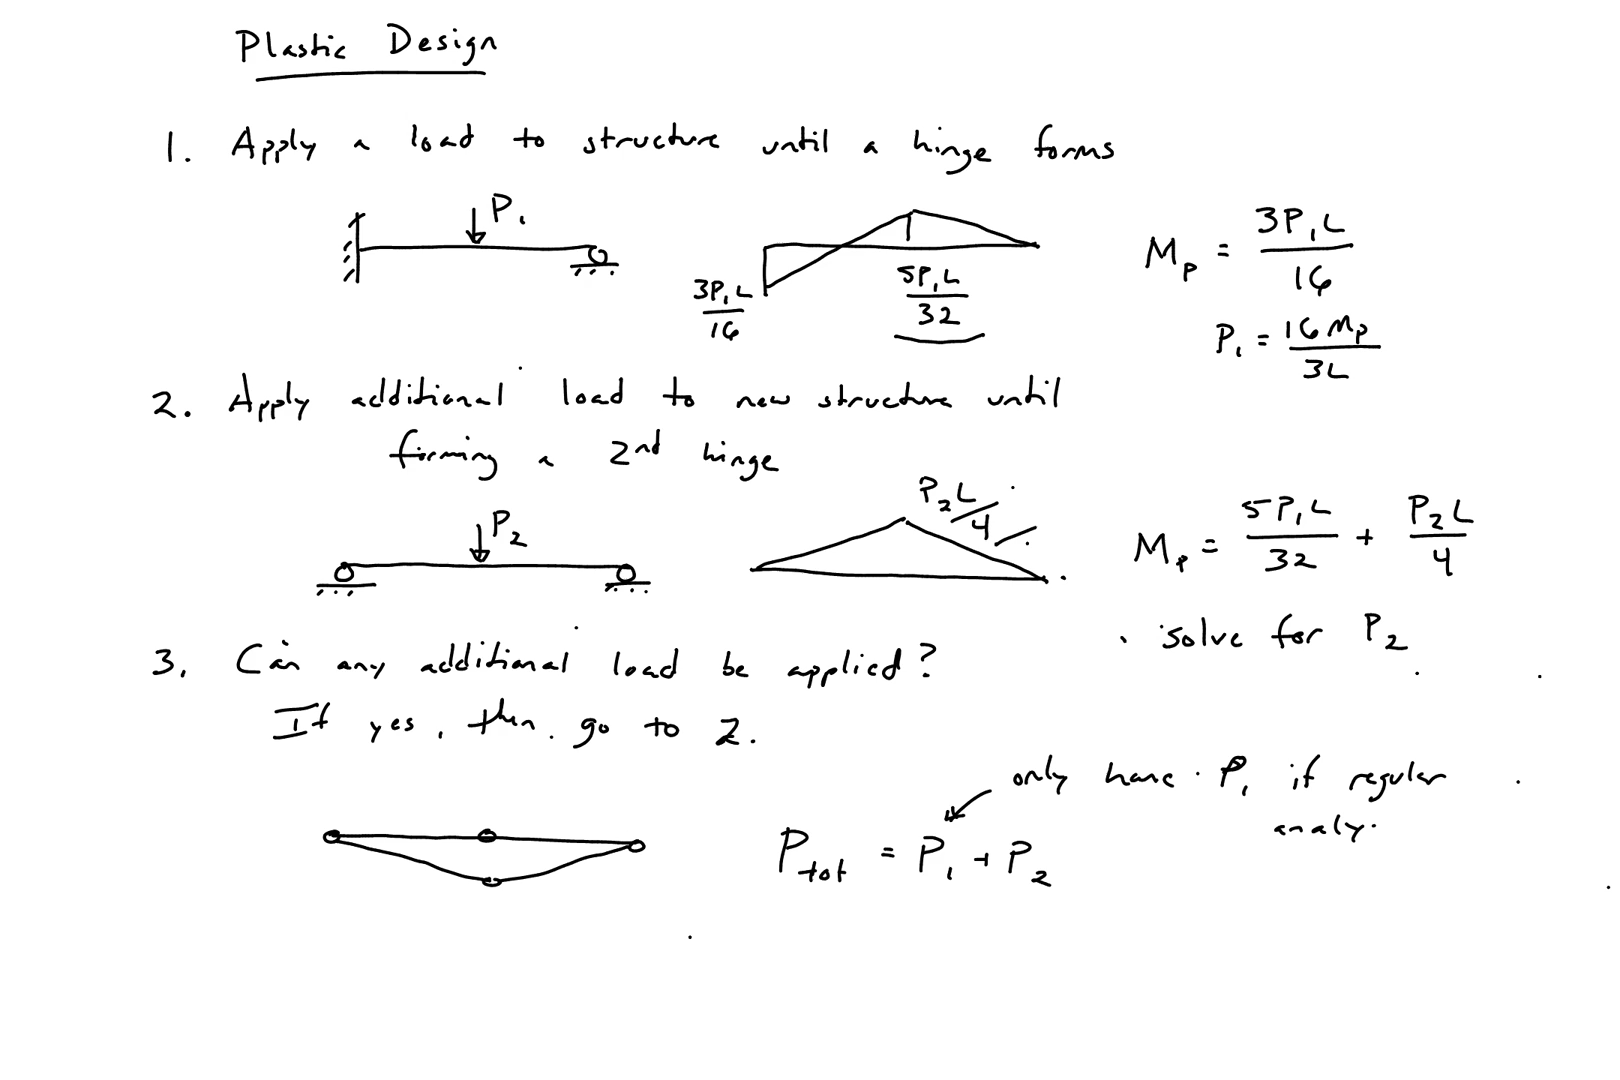 Plastic Design
1. Apply a load to structure until a hinge forms
P₁
3P₁L/16
5P₁L/32
Mp = 3P₁L/16
P₁ = 16Mp/3L
2. Apply additional load to new structure until
forming a 2nd hinge
P₂
P₂L/4
Mp = 5P₁L/32 + P₂L/4
solve for P₂
3. Can any additional load be applied?
If yes, then go to 2.
only have P₁ if regular
analy.
Ptot = P₁ + P₂